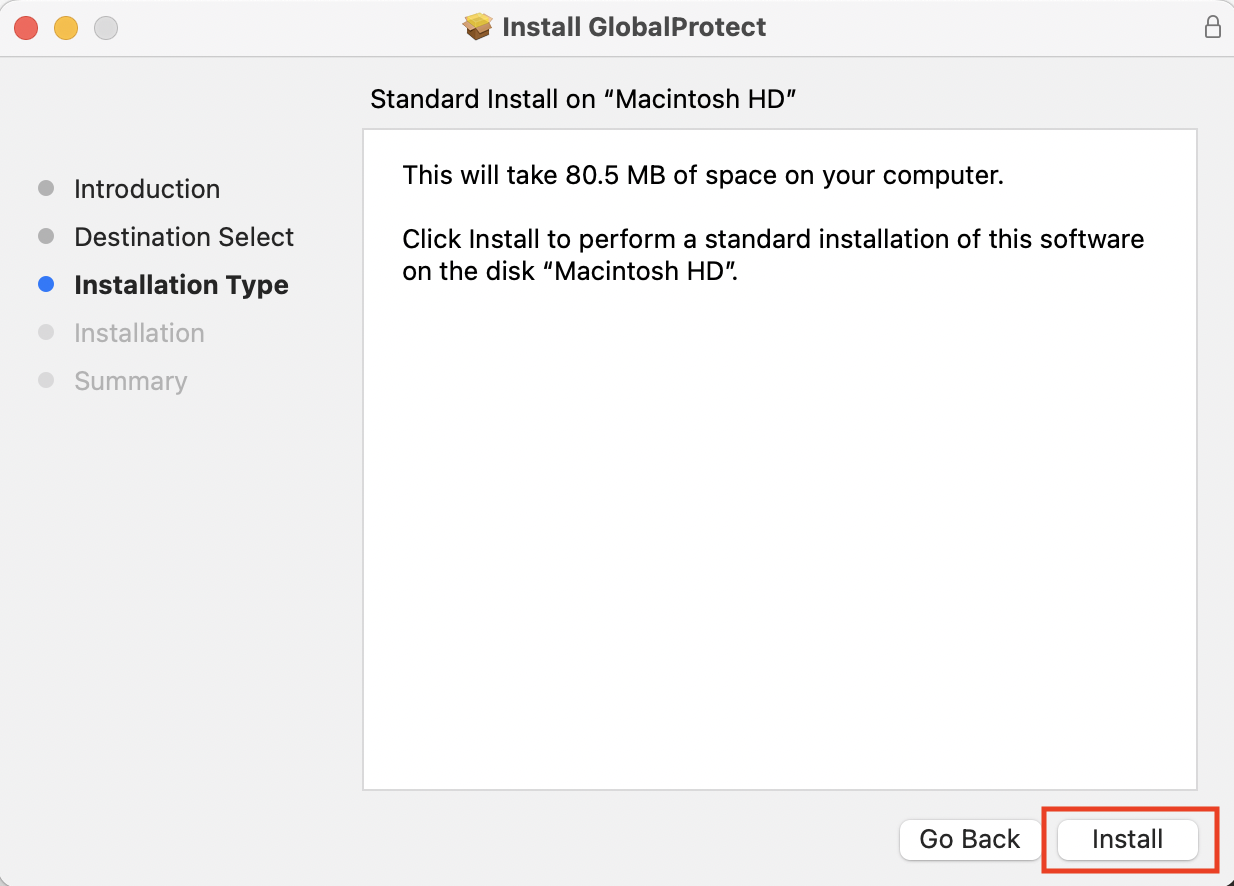 Install GlobalProtect
Standard Install on “Macintosh HD”
Introduction
Destination Select
Installation Type
Installation
Summary
This will take 80.5 MB of space on your computer.
Click Install to perform a standard installation of this software
on the disk “Macintosh HD”.
Go Back
Install